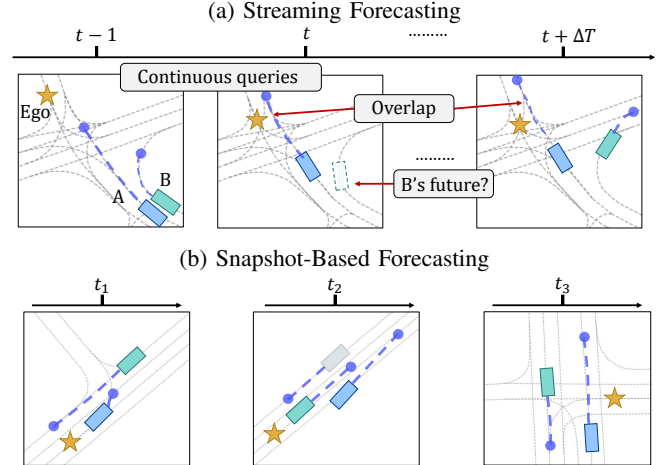 (a) Streaming Forecasting
t − 1
t
.........
t + ΔT
Continuous queries
Ego
Overlap
A
B
.........
B's future?
(b) Snapshot-Based Forecasting
t₁
t₂
t₃